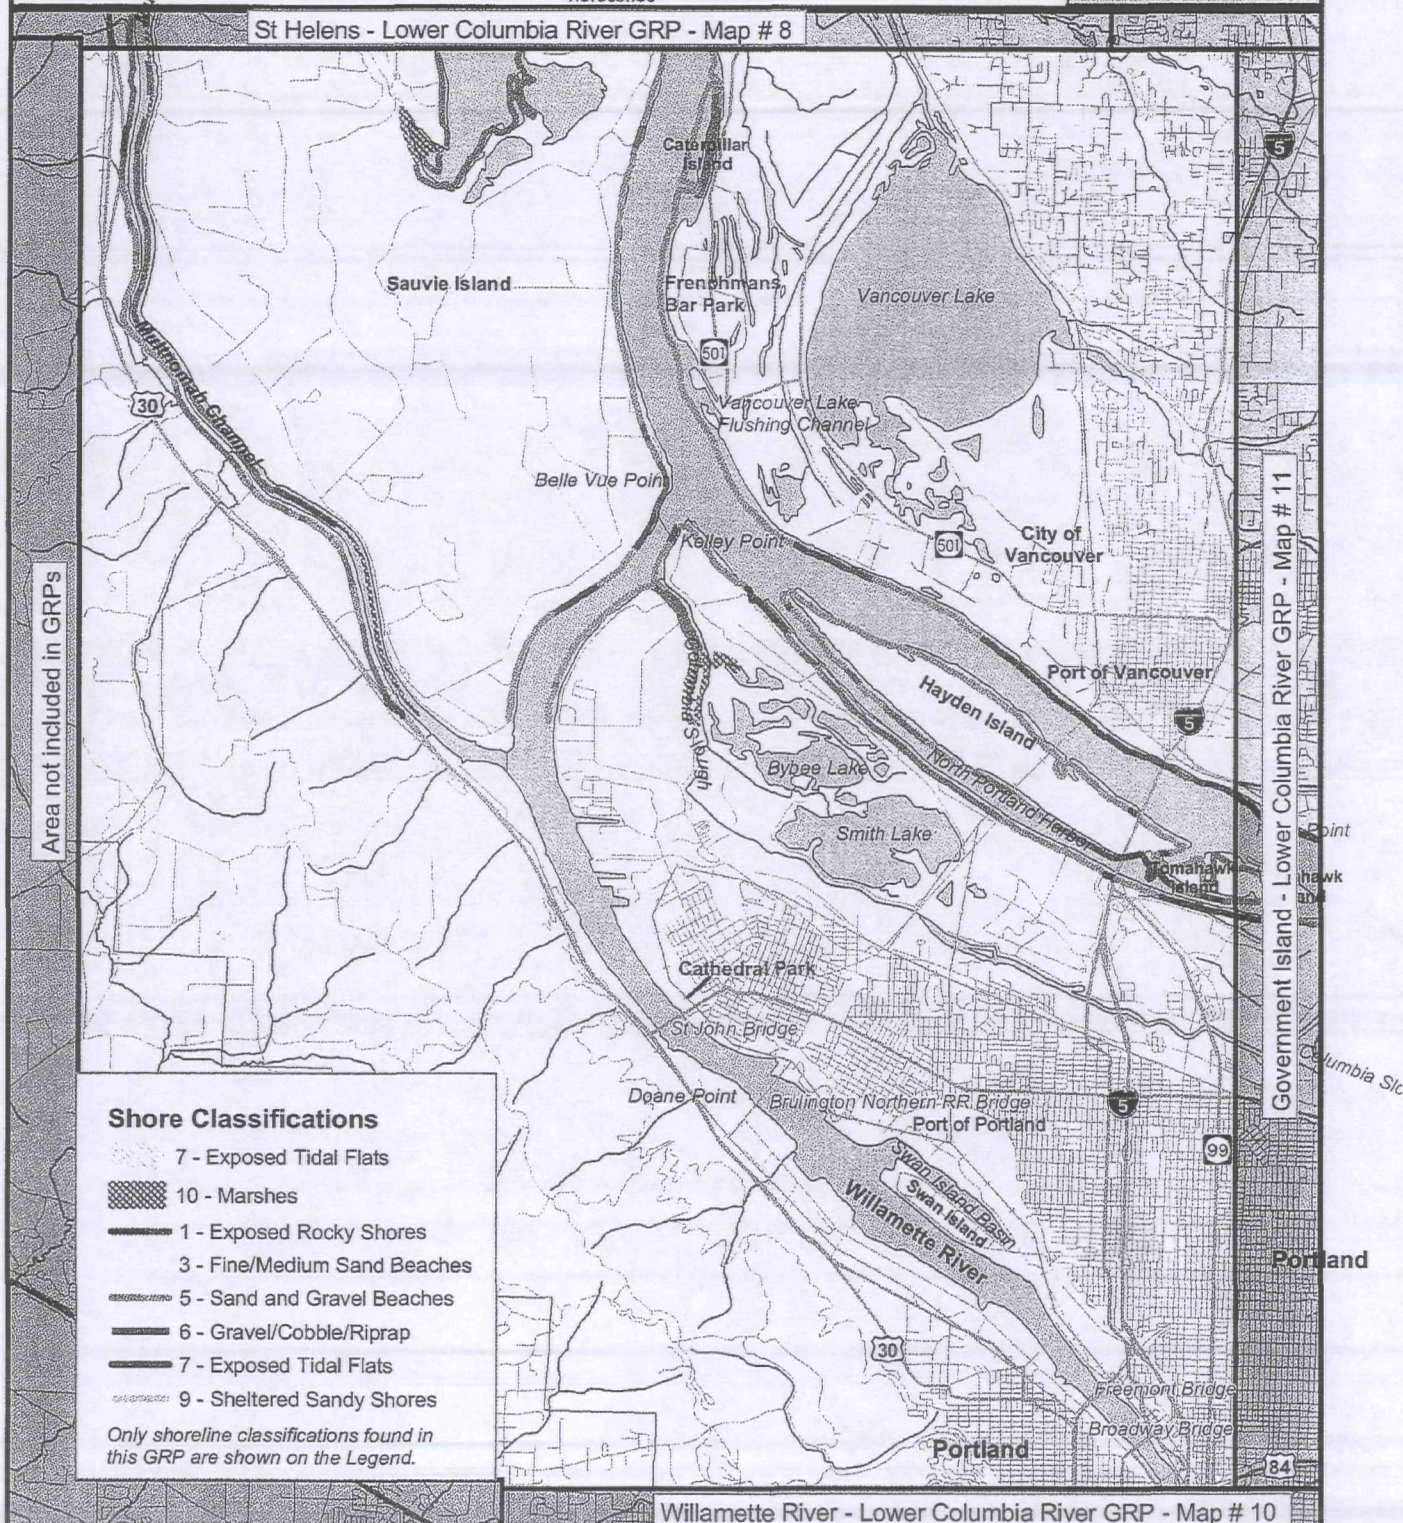 St Helens - Lower Columbia River GRP - Map # 8
5
Caterpillar
Island
Sauvie Island
Frenchmans
Bar Park
Vancouver Lake
501
Multnomah Channel
30
Vancouver Lake
Flushing Channel
Belle Vue Point
Kelley Point
501
City of
Vancouver
Area not included in GRPs
Government Island - Lower Columbia River GRP - Map # 11
Columbia Slough
Port of Vancouver
Hayden Island
5
Bybee Lake
North Portland Harbor
Smith Lake
Point
Tomahawk
Island
hawk
and
Cathedral Park
St John Bridge
Columbia Slo
Doane Point
Brulington Northern RR Bridge
5
Port of Portland
99
Swan Island Basin
Swan Island
Willamette River
Portland
30
Freemont Bridge
Broadway Bridge
Portland
84
Shore Classifications
7 - Exposed Tidal Flats
10 - Marshes
1 - Exposed Rocky Shores
3 - Fine/Medium Sand Beaches
5 - Sand and Gravel Beaches
6 - Gravel/Cobble/Riprap
7 - Exposed Tidal Flats
9 - Sheltered Sandy Shores
Only shoreline classifications found in
this GRP are shown on the Legend.
Willamette River - Lower Columbia River GRP - Map # 10